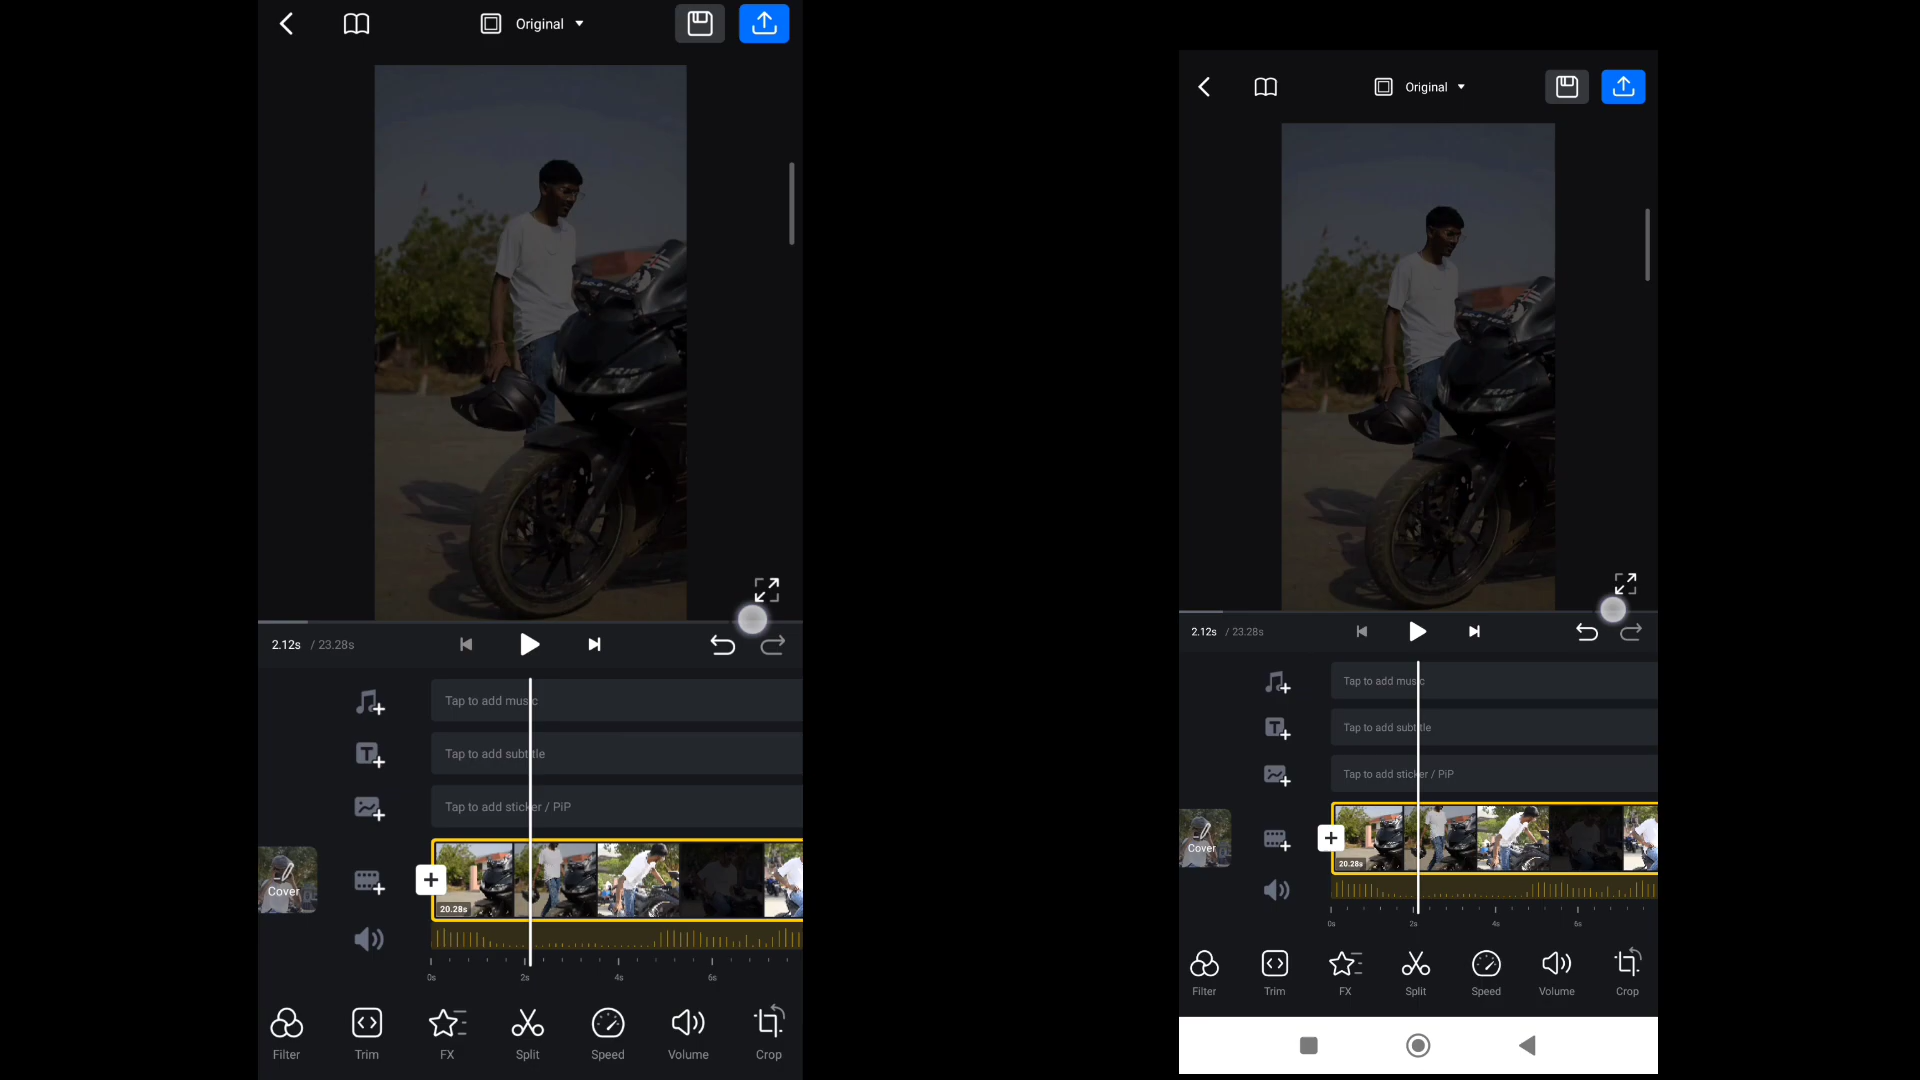 Original
2.12s / 23.28s
Tap to add music
Tap to add subtitle
Tap to add sticker / PiP
Cover
20.28s
0s 2s 4s 6s
Filter Trim FX Split Speed Volume Crop
Original
R15
2.12s / 23.28s
Tap to add music
Tap to add subtitle
Tap to add sticker / PiP
Cover
20.28s
0s 2s 4s 6s
Filter Trim FX Split Speed Volume Crop